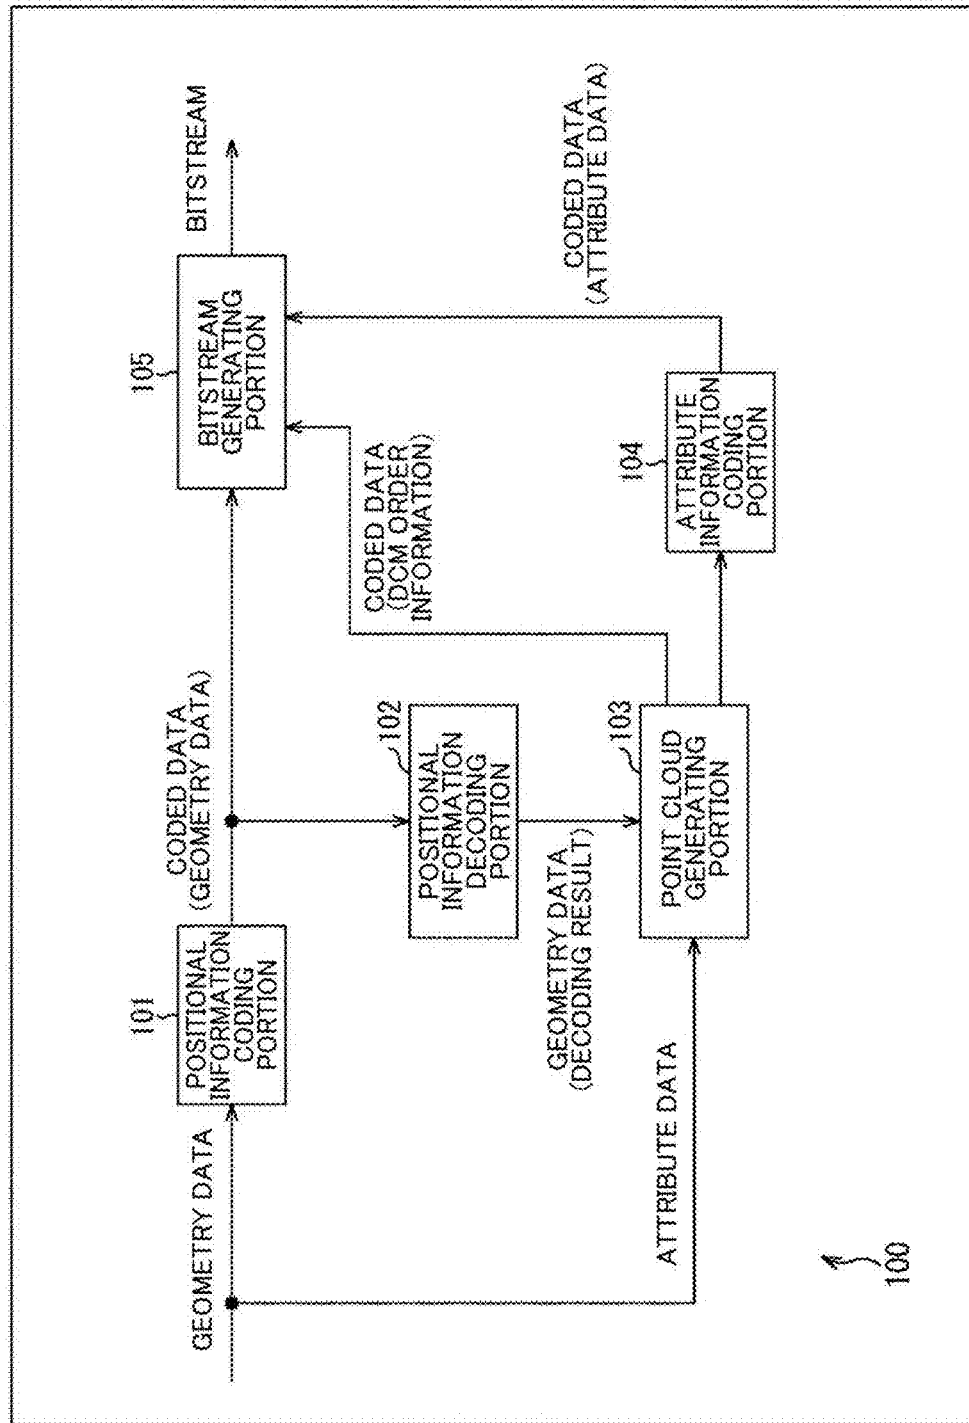 GEOMETRY DATA
101
POSITIONAL
INFORMATION
CODING
PORTION
CODED DATA
(GEOMETRY DATA)
105
BITSTREAM
GENERATING
PORTION
BITSTREAM
102
POSITIONAL
INFORMATION
DECODING
PORTION
CODED DATA
(DCM ORDER
INFORMATION)
CODED DATA
(ATTRIBUTE DATA)
GEOMETRY DATA
(DECODING RESULT)
103
POINT CLOUD
GENERATING
PORTION
104
ATTRIBUTE
INFORMATION
CODING
PORTION
ATTRIBUTE DATA
100